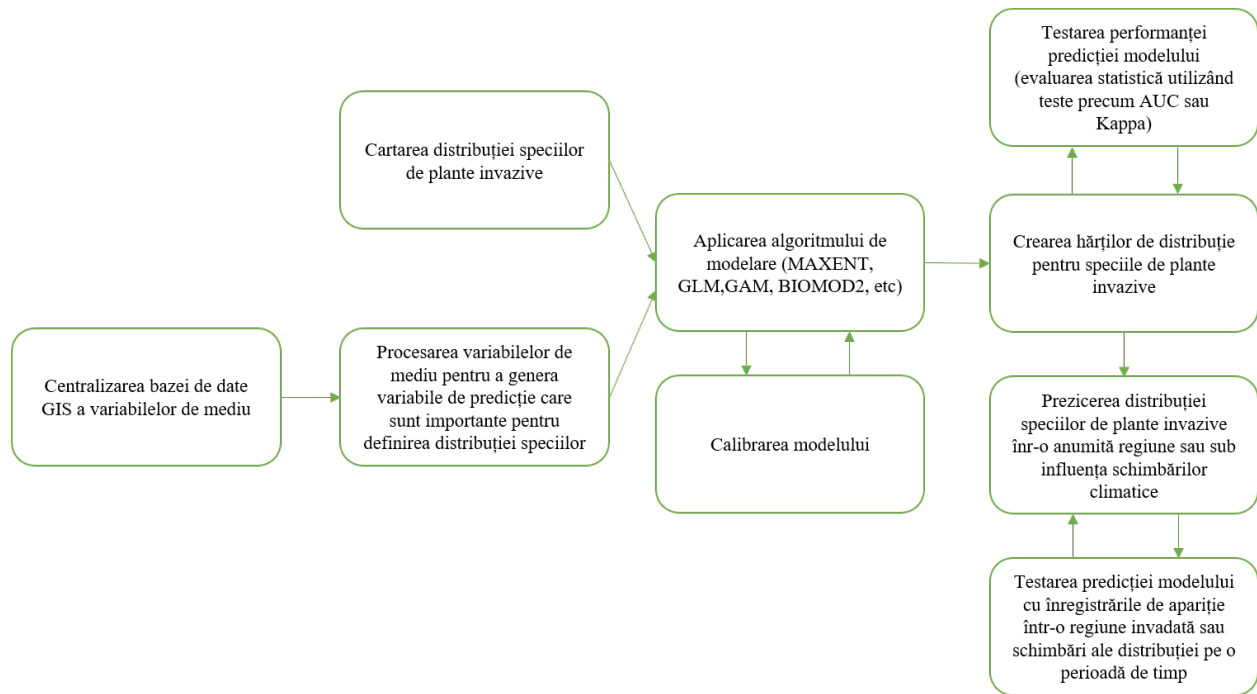 Centralizarea bazei de date
GIS a variabilelor de mediu
Cartarea distribuției speciilor
de plante invazive
Procesarea variabilelor de
mediu pentru a genera
variabile de predicție care
sunt importante pentru
definirea distribuției speciilor
Aplicarea algoritmului de
modelare (MAXENT,
GLM,GAM, BIOMOD2, etc)
Calibrarea modelului
Testarea performanței
predicției modelului
(evaluarea statistică utilizând
teste precum AUC sau
Kappa)
Crearea hărților de distribuție
pentru speciile de plante
invazive
Prezicerea distribuției
speciilor de plante invazive
înr-o anumită regiune sau sub
influența schimbărilor
climatice
Testarea predicției modelului
cu înregistrările de apariție
într-o regiune invadată sau
schimbări ale distribuției pe o
perioadă de timp